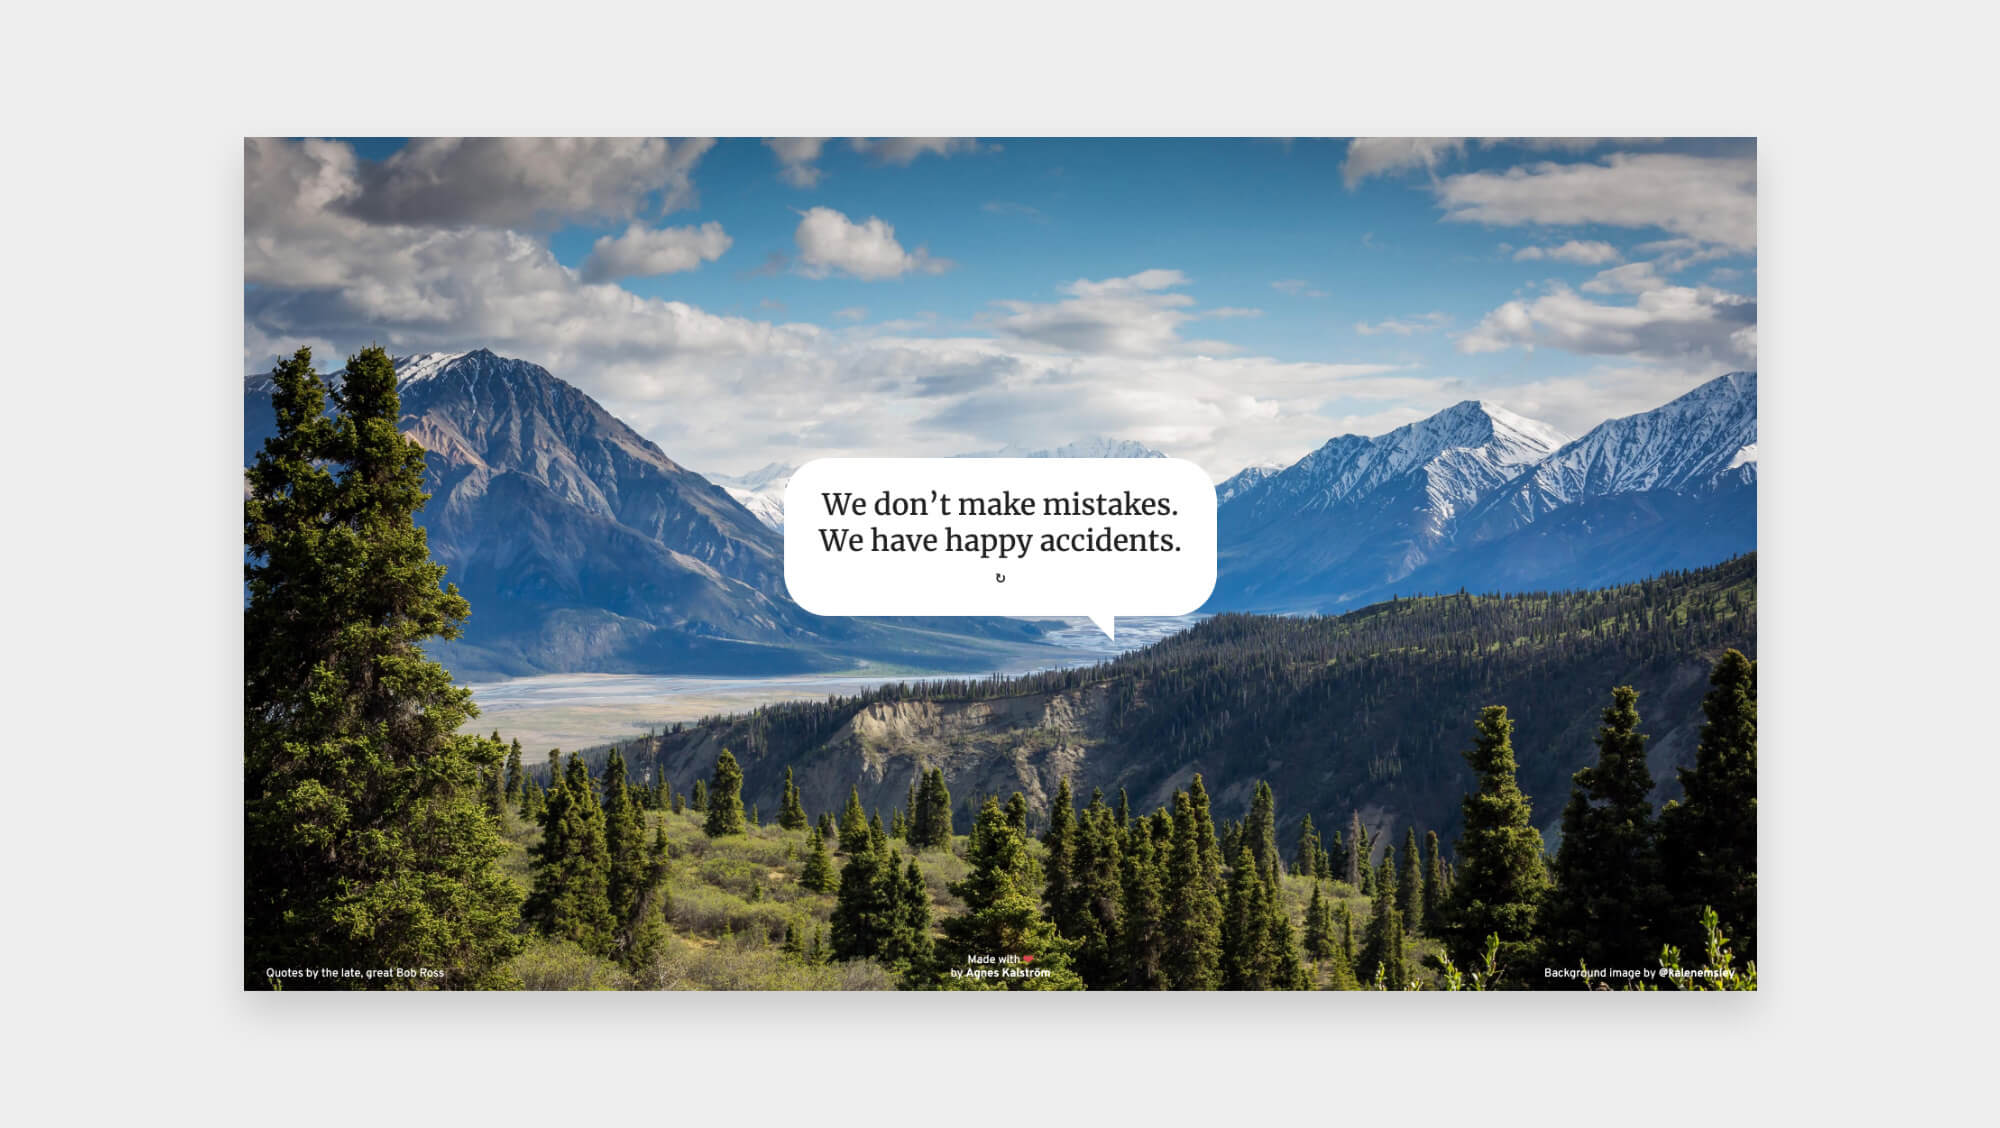 We don’t make mistakes.
We have happy accidents.
↻
Quotes by the late, great Bob Ross
Made with ❤
by Agnes Kalström
Background image by @kalenemsley